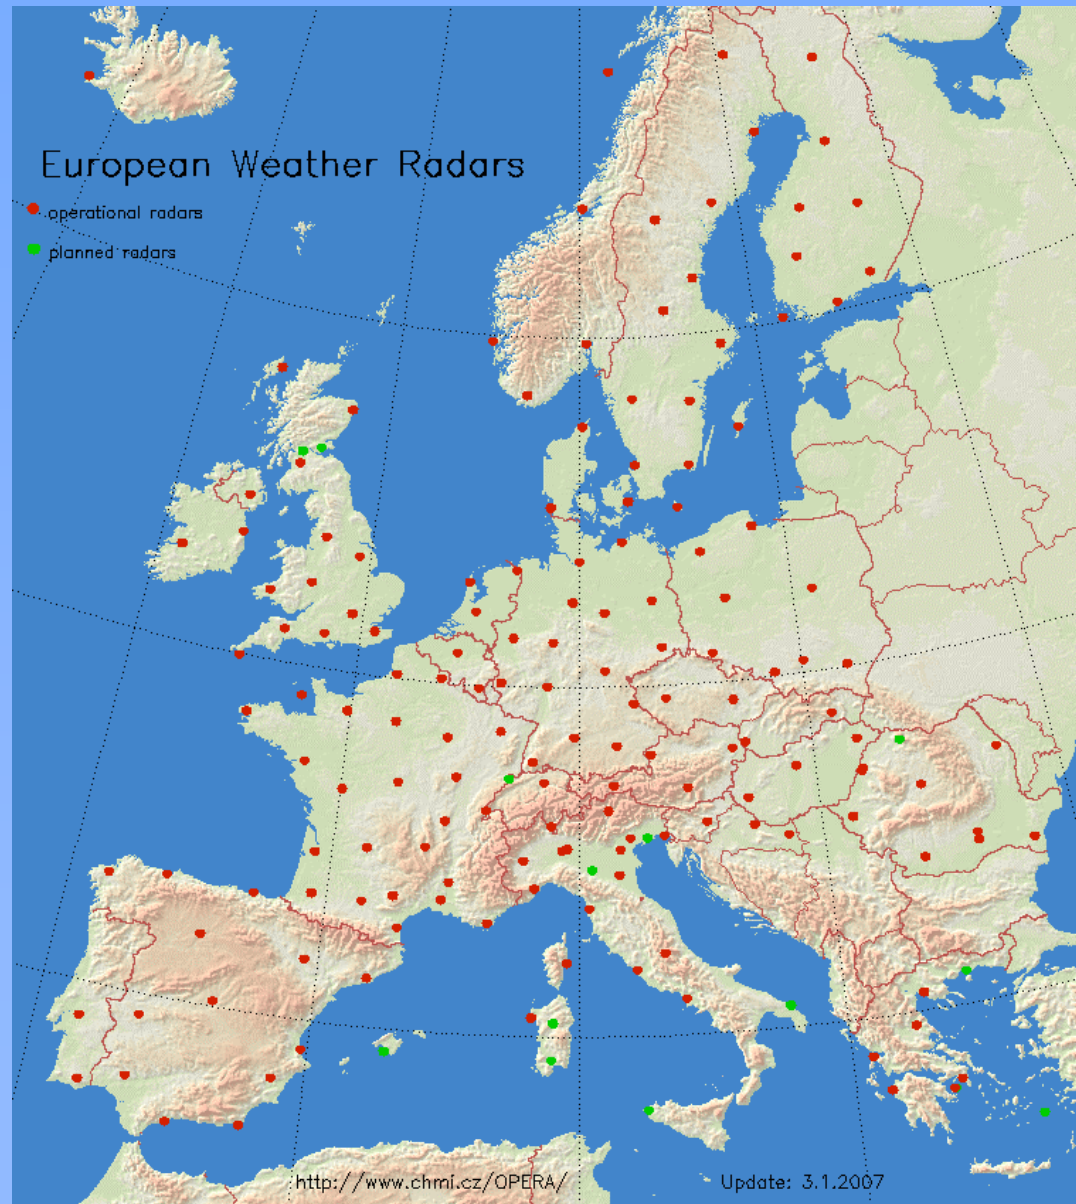 European Weather Radars
operational radars
planned radars
http://www.chmi.cz/OPERA/
Update: 3.1.2007